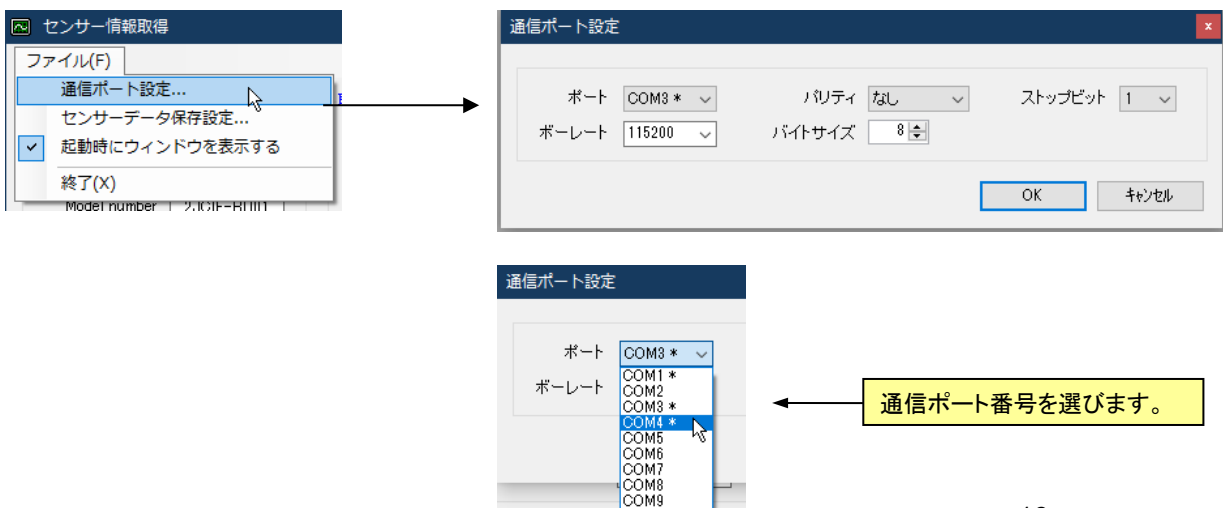 センサー情報取得
ファイル(F)
通信ポート設定...
センサーデータ保存設定...
起動時にウィンドウを表示する
終了(X)
Model number 2JCIE-BU01
通信ポート設定
x
ポート COM3 * パリティ なし ストップビット 1
ボーレート 115200 バイトサイズ 8
OK キャンセル
通信ポート設定
ポート COM3 *
ボーレート
COM1 *
COM2
COM3 *
COM4 *
COM5
COM6
COM7
COM8
COM9
通信ポート番号を選びます。